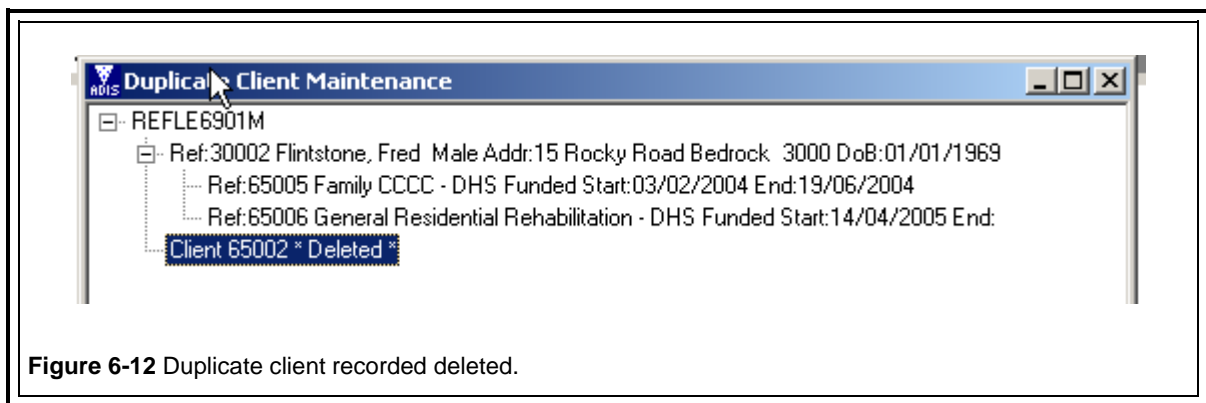 ADIS Duplicate Client Maintenance
REFLE6901M
Ref:30002 Flintstone, Fred Male Addr:15 Rocky Road Bedrock 3000 DoB:01/01/1969
Ref:65005 Family CCCC - DHS Funded Start:03/02/2004 End:19/06/2004
Ref:65006 General Residential Rehabilitation - DHS Funded Start:14/04/2005 End:
Client 65002 * Deleted *
Figure 6-12 Duplicate client recorded deleted.